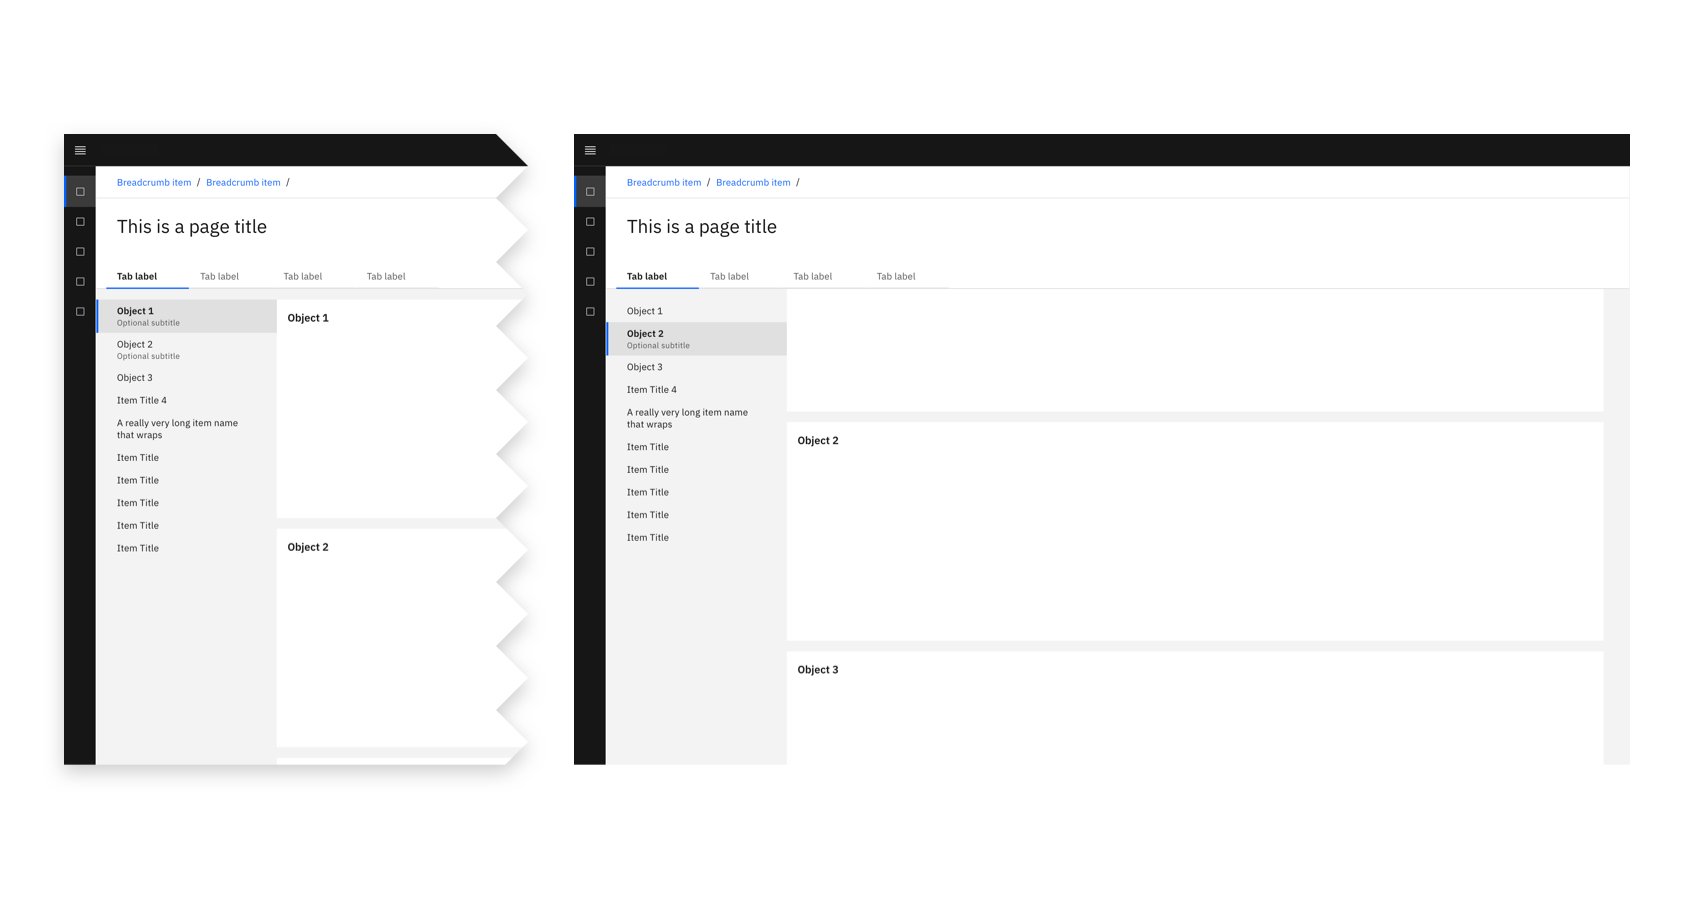 Breadcrumb item / Breadcrumb item /
This is a page title
Tab label Tab label Tab label Tab label
Object 1
Optional subtitle
Object 2
Optional subtitle
Object 3
Item Title 4
A really very long item name
that wraps
Item Title
Item Title
Item Title
Item Title
Item Title
Object 1
Object 2
Breadcrumb item / Breadcrumb item /
This is a page title
Tab label Tab label Tab label Tab label
Object 1
Object 2
Optional subtitle
Object 3
Item Title 4
A really very long item name
that wraps
Item Title
Item Title
Item Title
Item Title
Item Title
Object 2
Object 3